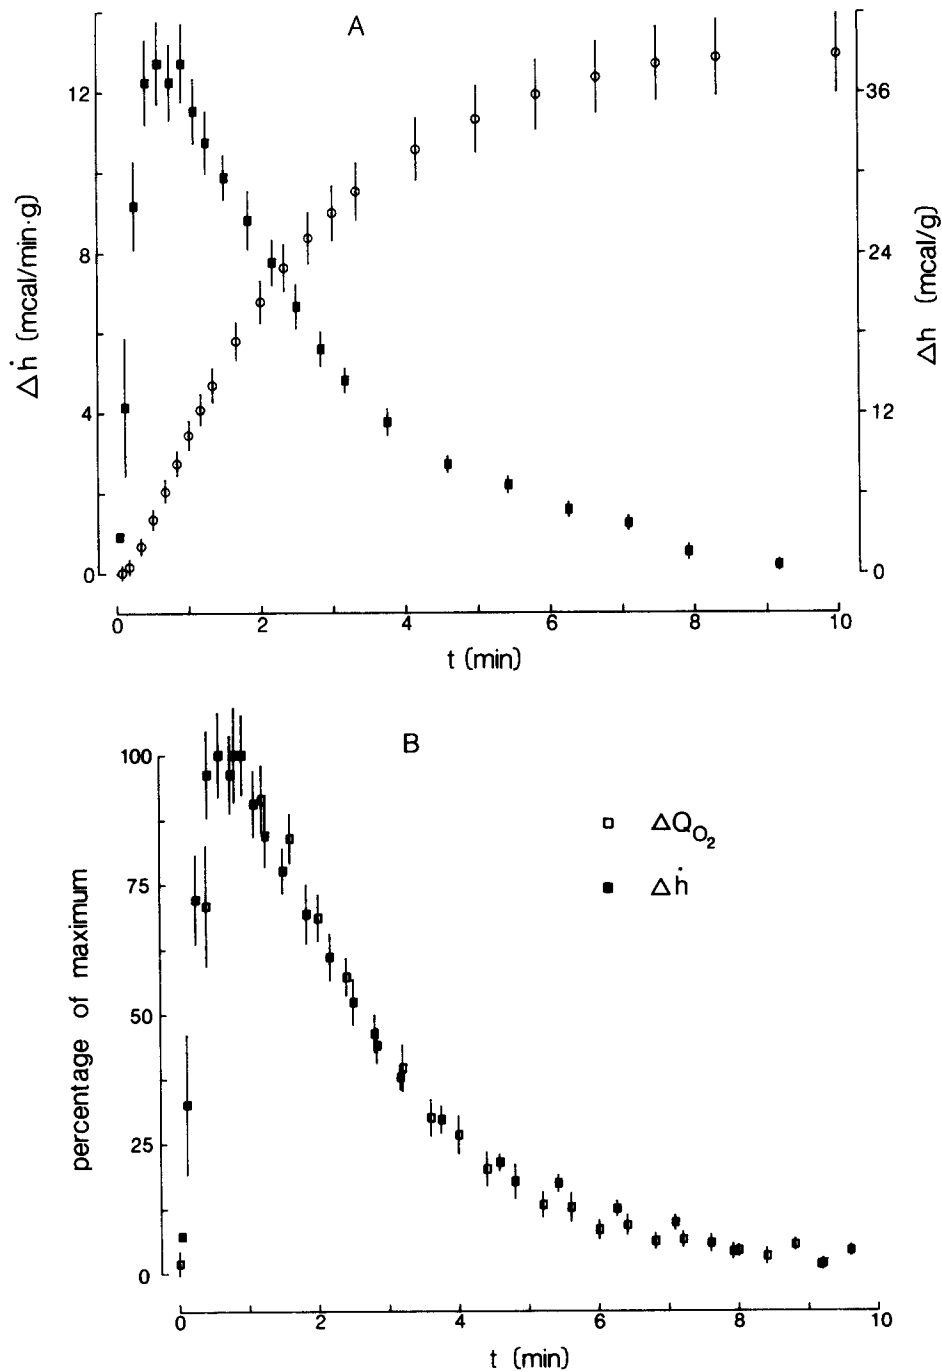 A
12
8
4
0
Δḣ (mcal/min·g)
36
24
12
0
Δh (mcal/g)
0 2 4 6 8 10
t (min)
B
100
75
50
25
0
percentage of maximum
ΔQO₂
Δḣ
0 2 4 6 8 10
t (min)